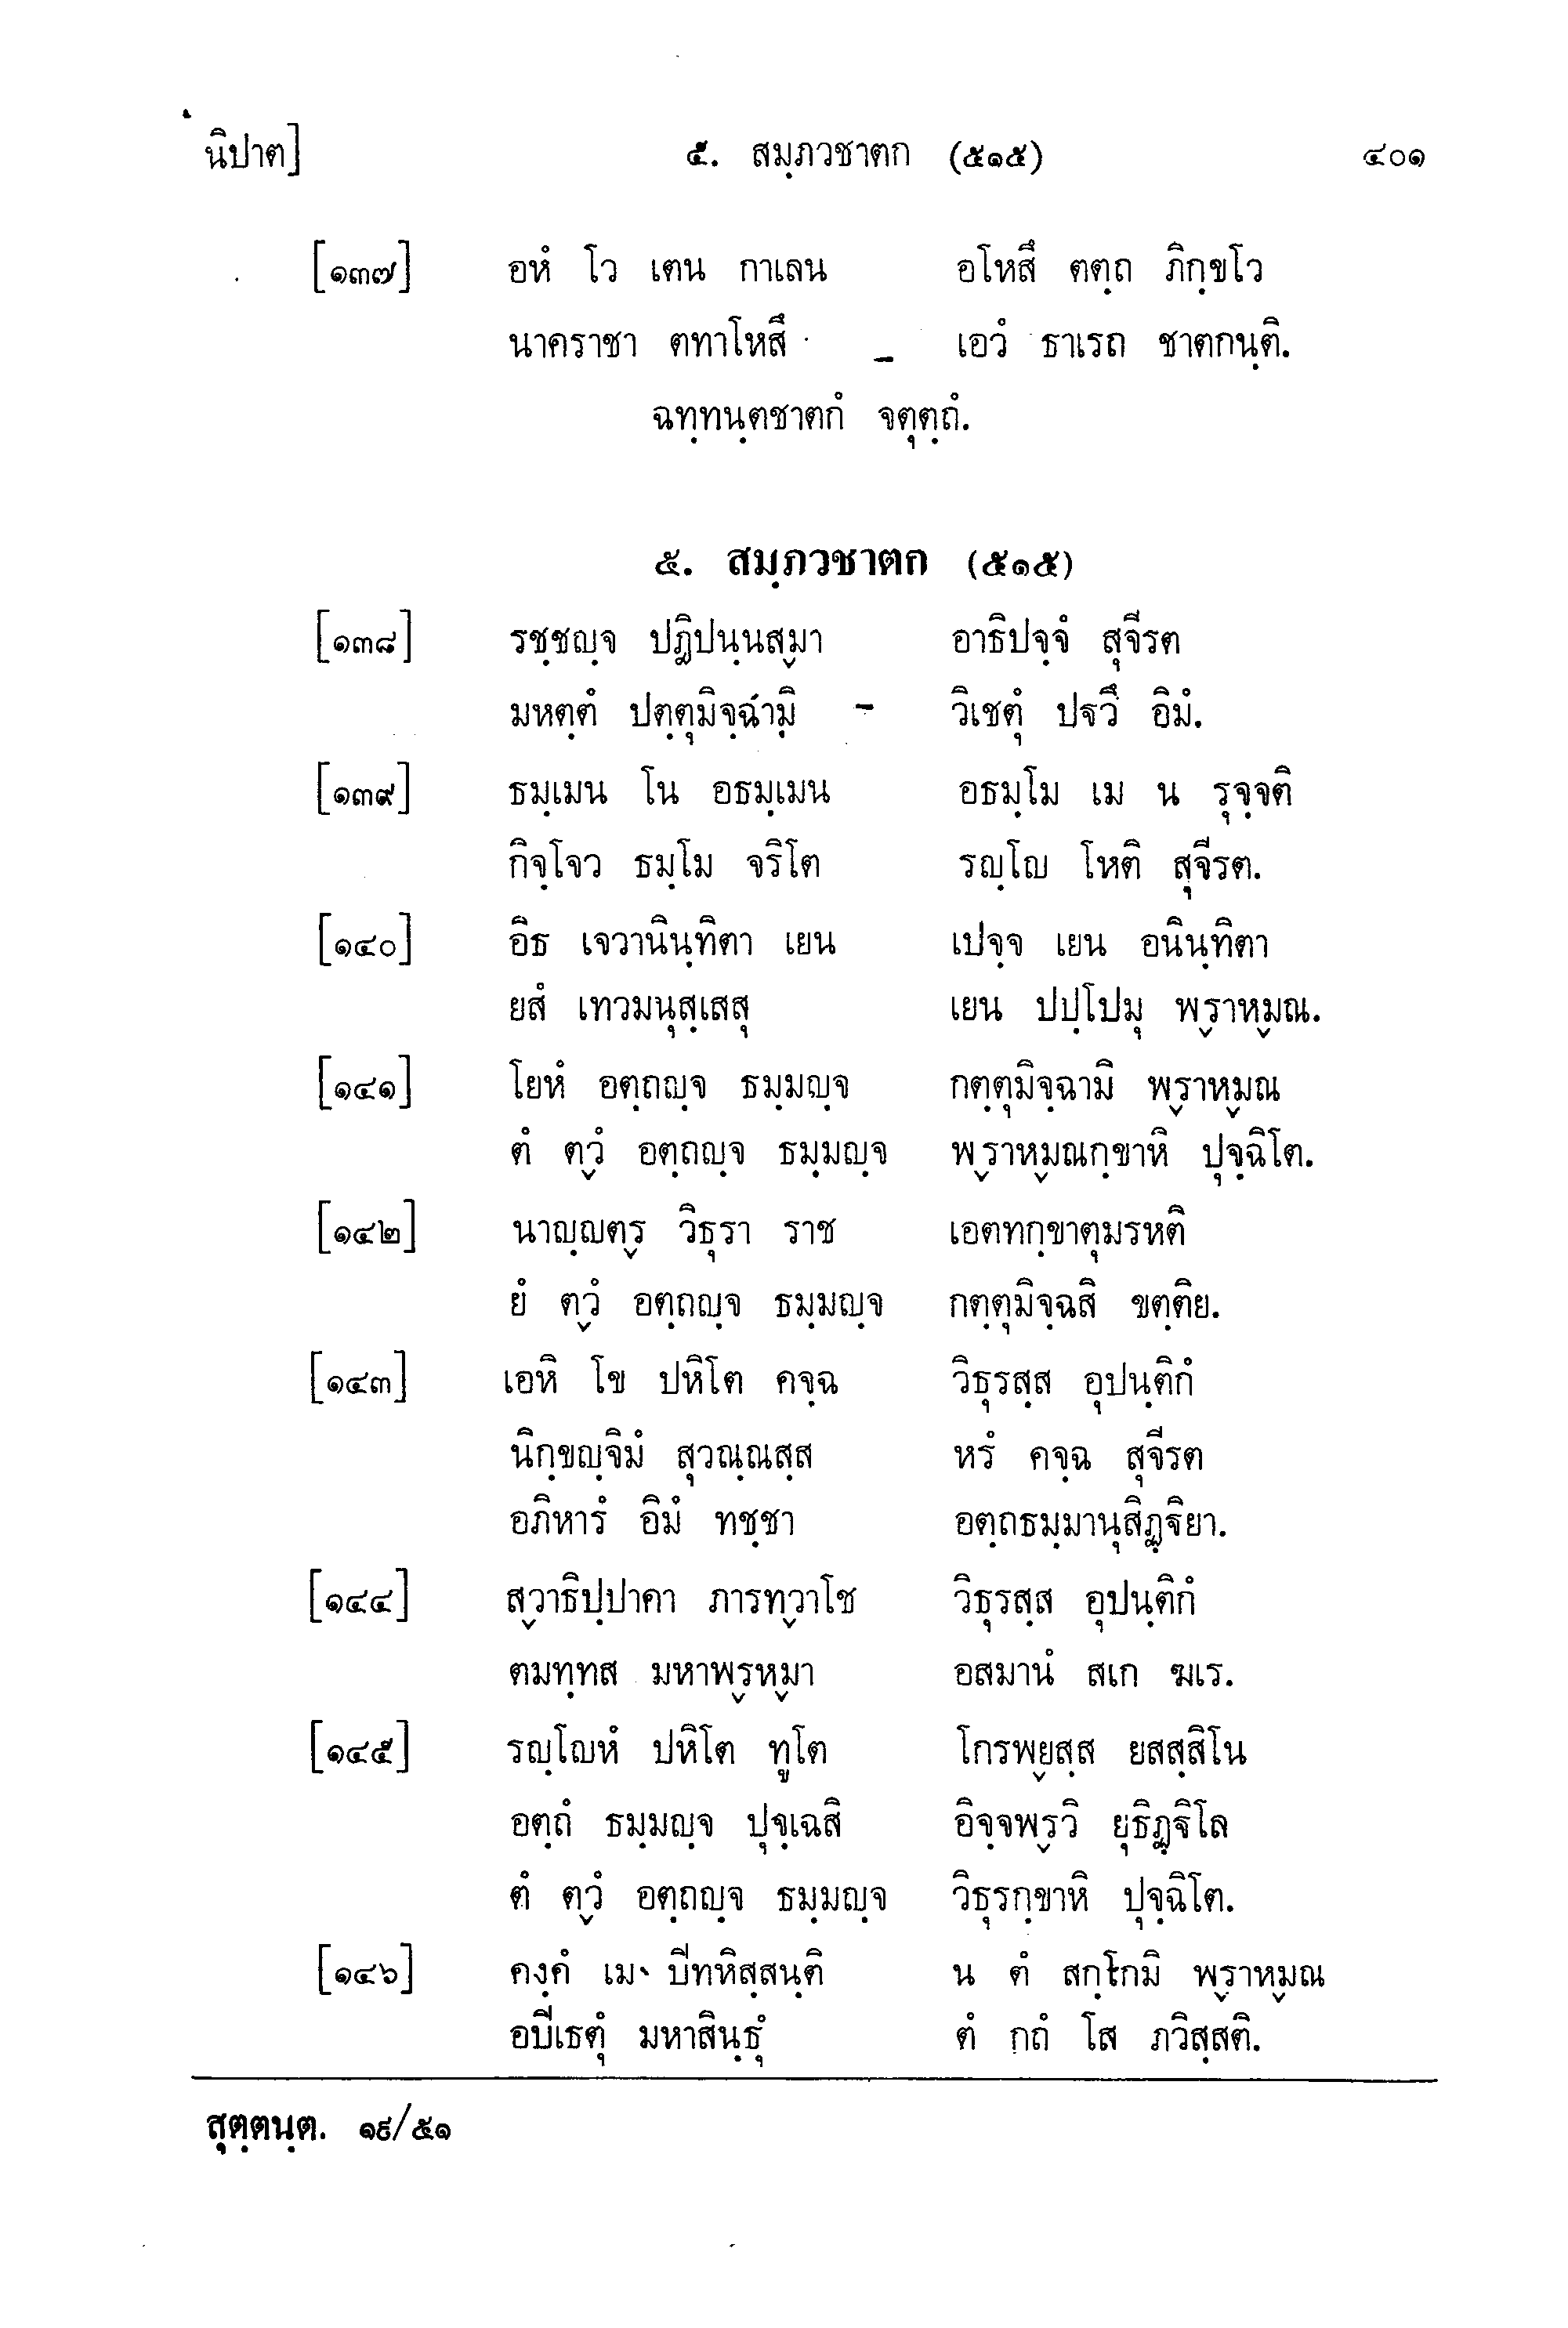 นิปาต] ๕. สมฺภวชาตก (๕๑๕) ๔๐๑
[๑๓๗] อหํ โว เตน กาเลน อโหสึ ตตฺถ ภิกฺขโว
นาคราชา ตทาโหสึ เอวํ ธาเรถ ชาตกนฺติ.
ฉทฺทนฺตชาตกํ จตุตฺถํ.
๕. สมฺภวชาตก (๕๑๕)
[๑๓๘] รชฺชญฺจ ปฏิปนฺนสฺมา อาธิปจฺจํ สุจีรต
มหตฺตํ ปตฺตุมิจฺฉามิ วิเชตุํ ปฐวึ อิมํ.
[๑๓๙] ธมฺเมน โน อธมฺเมน อธมฺโม เม น รุจฺจติ
กิจฺโจว ธมฺโม จริโต รญฺโญ โหติ สุจีรต.
[๑๔๐] อิธ เจวานินฺทิตา เยน เปจฺจ เยน อนินฺทิตา
ยสํ เทวมนุสฺเสสุ เยน ปปฺโปมุ พฺราหฺมณ.
[๑๔๑] โยหํ อตฺถญฺจ ธมฺมญฺจ กตฺตุมิจฺฉามิ พฺราหฺมณ
ตํ ตฺวํ อตฺถญฺจ ธมฺมญฺจ พฺราหฺมณกฺขาหิ ปุจฺฉิโต.
[๑๔๒] นาญฺญตฺร วิธุรา ราช เอตทกฺขาตุมรหติ
ยํ ตฺวํ อตฺถญฺจ ธมฺมญฺจ กตฺตุมิจฺฉสิ ขตฺติย.
[๑๔๓] เอหิ โข ปหิโต คจฺฉ วิธุรสฺส อุปนฺติกํ
นิกฺขญฺจิมํ สุวณฺณสฺส หรํ คจฺฉ สุจีรต
อภิหารํ อิมํ ทชฺชา อตฺถธมฺมานุสิฏฺฐิยา.
[๑๔๔] สฺวาธิปฺปาคา ภารทฺวาโช วิธุรสฺส อุปนฺติกํ
ตมทฺทส มหาพฺรหฺมา อสมานํ สเก ฆเร.
[๑๔๕] รญฺโญหํ ปหิโต ทูโต โกรพฺยสฺส ยสสฺสิโน
อตฺถํ ธมฺมญฺจ ปุจฺเฉสิ อิจฺจพฺรวิ ยุธิฏฺฐิโล
ตํ ตฺวํ อตฺถญฺจ ธมฺมญฺจ วิธุรกฺขาหิ ปุจฺฉิโต.
[๑๔๖] คงฺคํ เม ปิทหิสฺสนฺติ น ตํ สกฺโกมิ พฺราหฺมณ
อปิเธตุํ มหาสินฺธุํ ตํ กถํ โส ภวิสฺสติ.
สุตฺตนฺต. ๑๙/๕๑